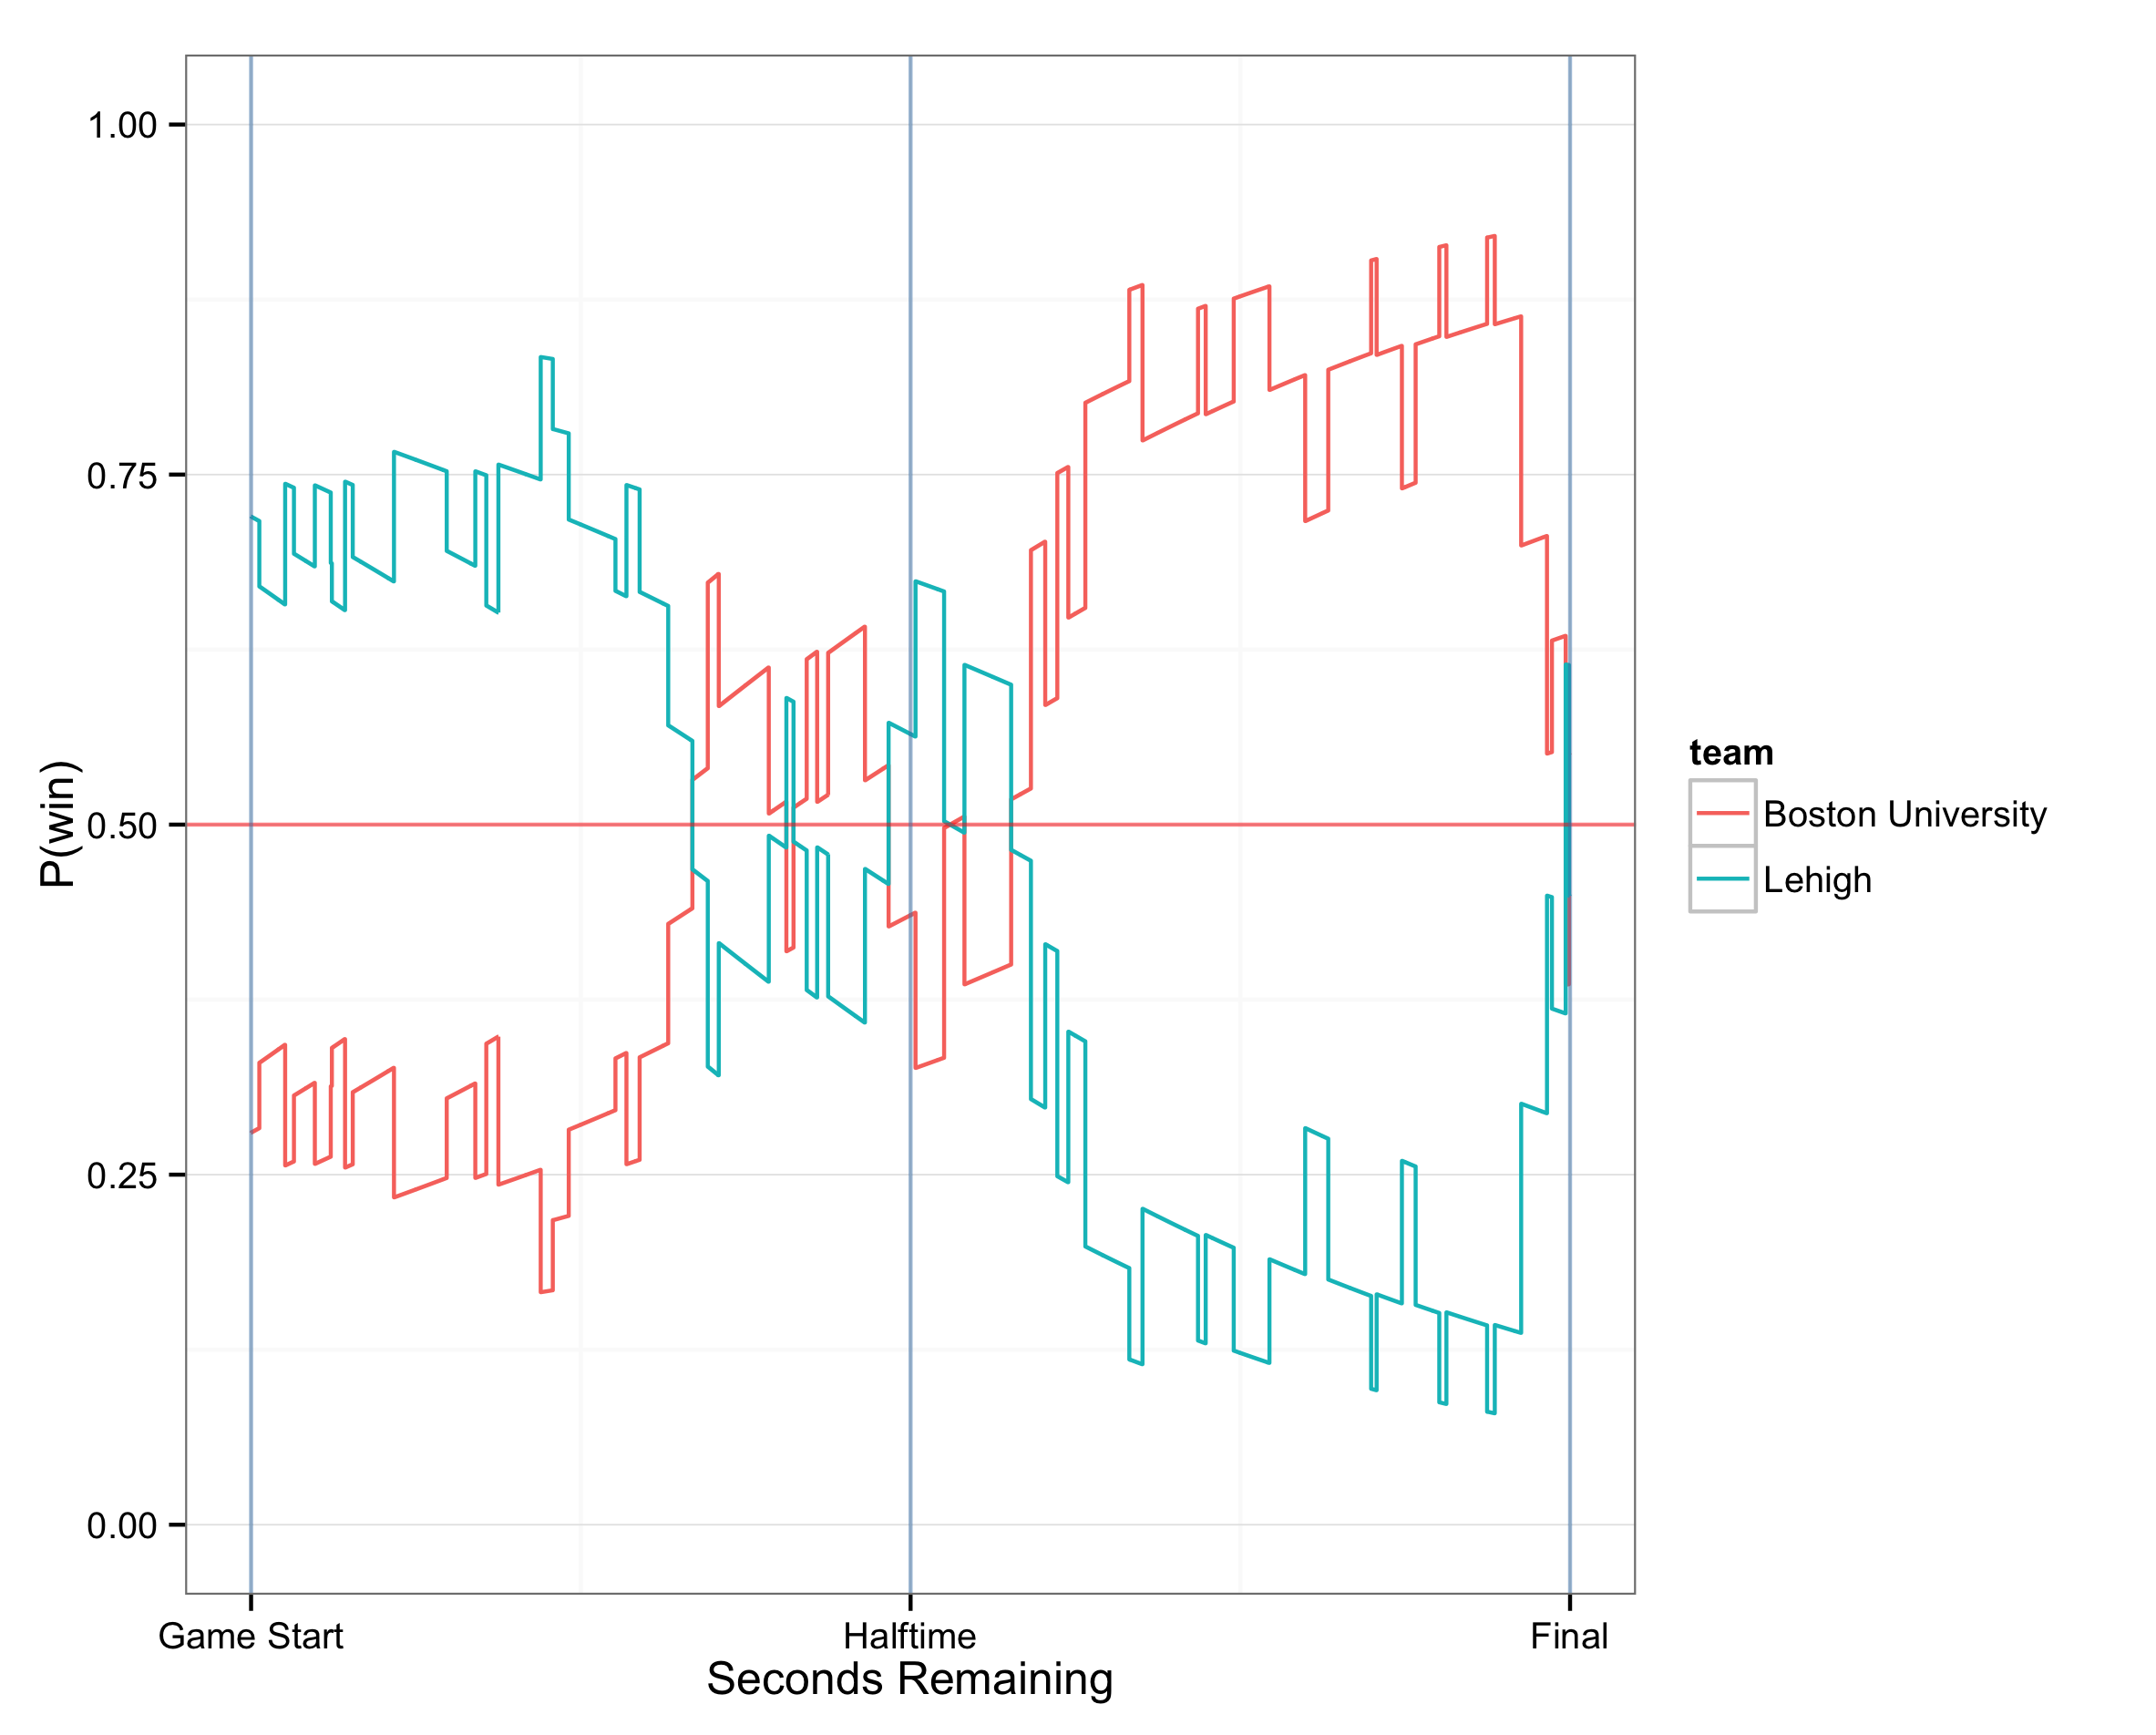 1.00
0.75
0.50
0.25
0.00
P(win)
Game Start
Halftime
Final
Seconds Remaining
team
Boston University
Lehigh